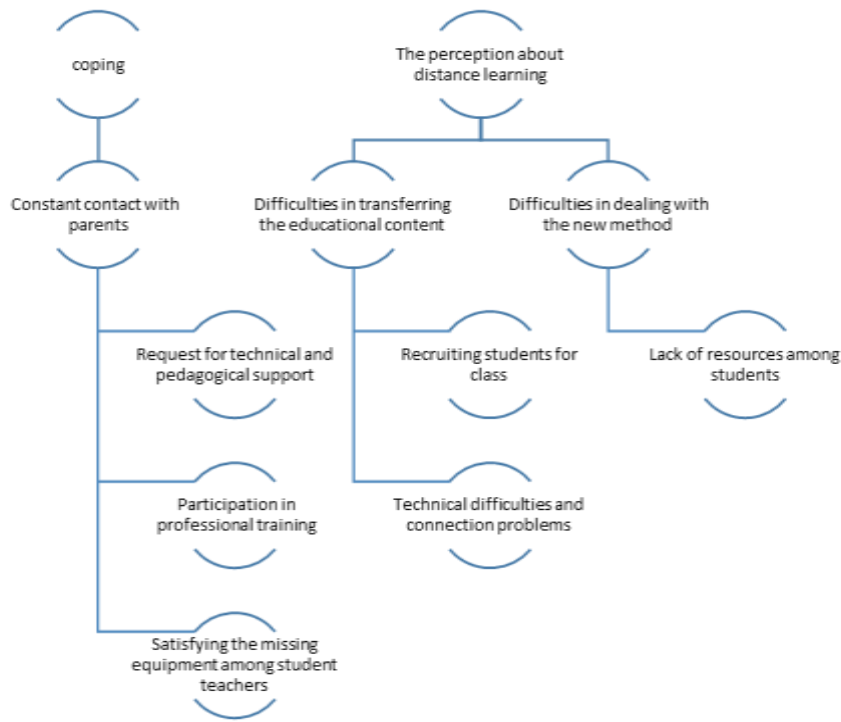 coping
The perception about
distance learning
Constant contact with
parents
Difficulties in transferring
the educational content
Difficulties in dealing with
the new method
Request for technical and
pedagogical support
Recruiting students for
class
Lack of resources among
students
Participation in
professional training
Technical difficulties and
connection problems
Satisfying the missing
equipment among student
teachers